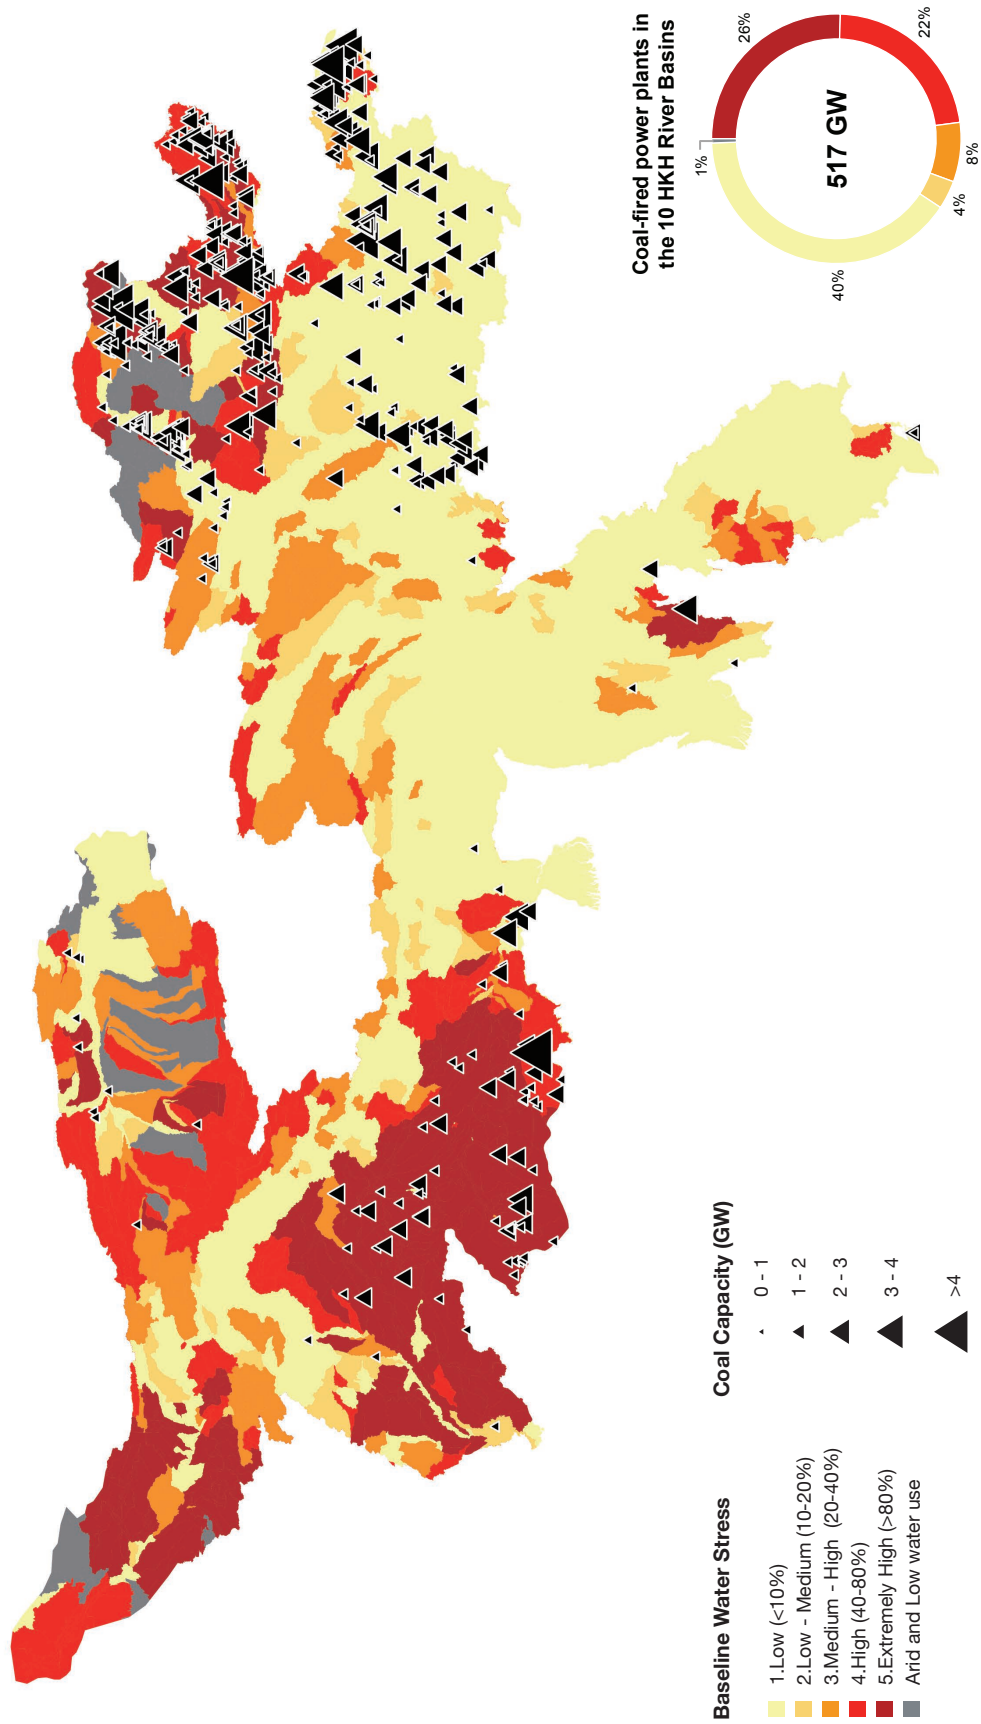 Coal-fired power plants in
the 10 HKH River Basins
1%
26%
22%
8%
4%
40%
517 GW
Baseline Water Stress
1.Low (<10%)
2.Low - Medium (10-20%)
3.Medium - High (20-40%)
4.High (40-80%)
5.Extremely High (>80%)
Arid and Low water use
Coal Capacity (GW)
0 - 1
1 - 2
2 - 3
3 - 4
>4